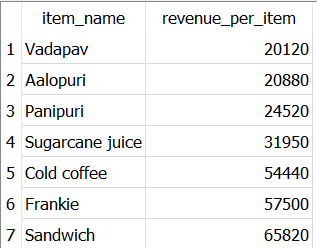 item_name revenue_per_item
1 Vadapav 20120
2 Aalopuri 20880
3 Panipuri 24520
4 Sugarcane juice 31950
5 Cold coffee 54440
6 Frankie 57500
7 Sandwich 65820